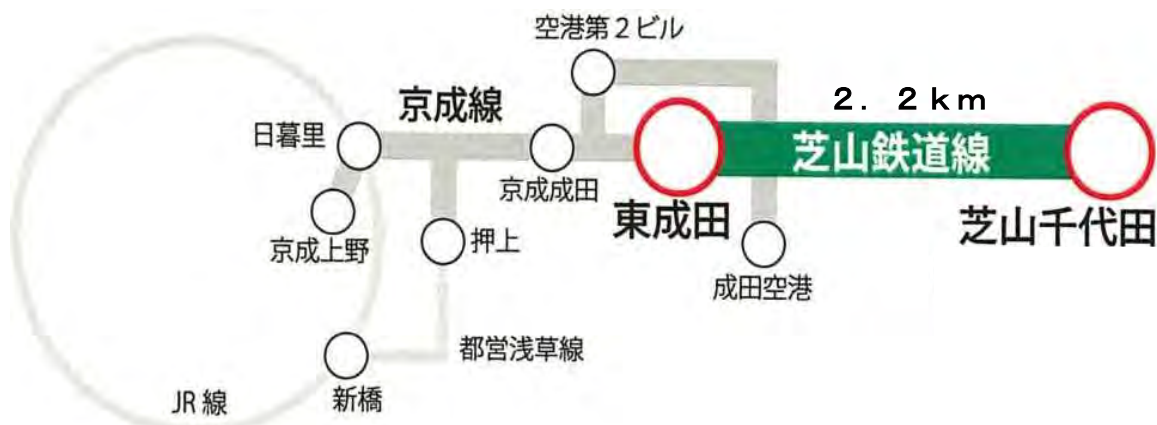 空港第2ビル
2.2km
京成線
日暮里
芝山鉄道線
京成成田
東成田
芝山千代田
京成上野
押上
成田空港
都営浅草線
JR線
新橋